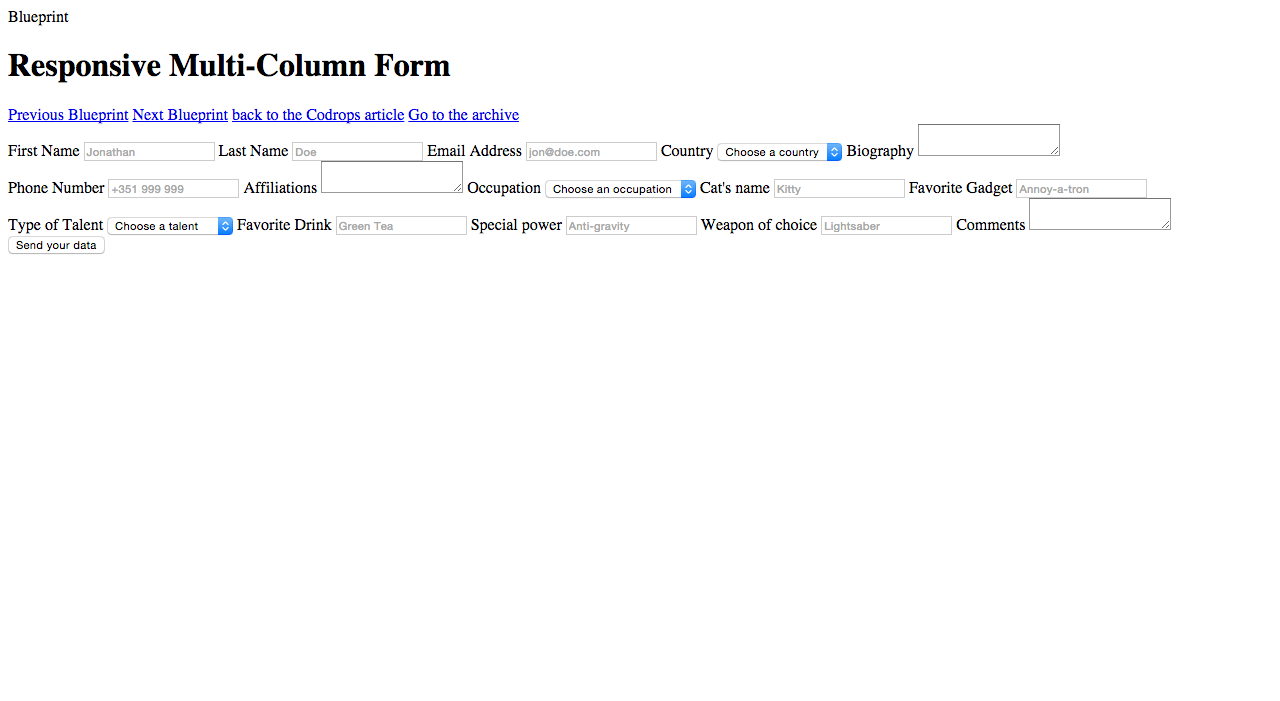 Blueprint
Responsive Multi-Column Form
Previous Blueprint Next Blueprint back to the Codrops article Go to the archive
First Name Jonathan Last Name Doe Email Address jon@doe.com Country Choose a country Biography
Phone Number +351 999 999 Affiliations Occupation Choose an occupation Cat's name Kitty Favorite Gadget Annoy-a-tron
Type of Talent Choose a talent Favorite Drink Green Tea Special power Anti-gravity Weapon of choice Lightsaber Comments
Send your data